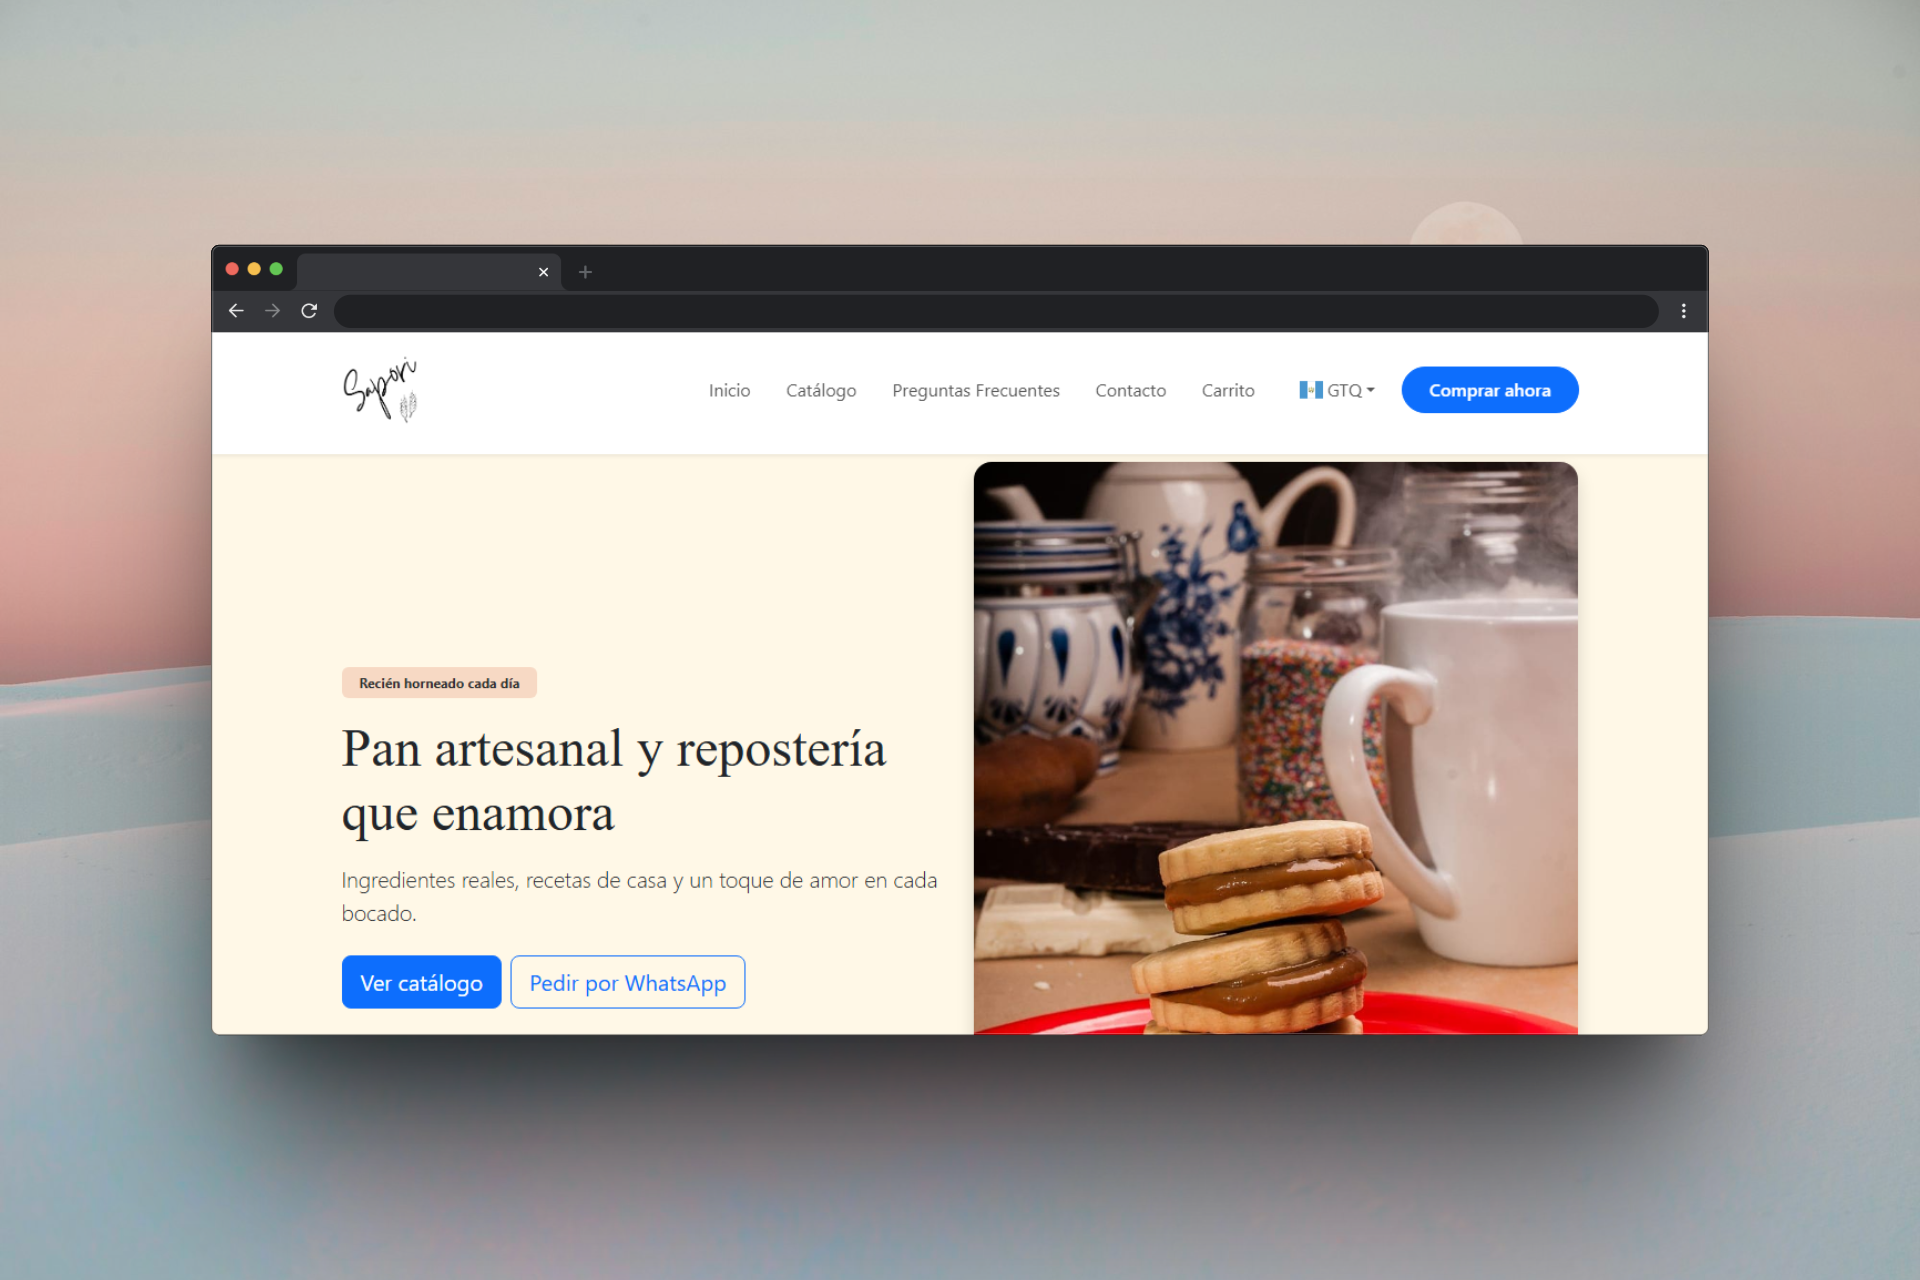 Sapori
Inicio Catálogo Preguntas Frecuentes Contacto Carrito GTQ Comprar ahora
Recién horneado cada día
Pan artesanal y repostería
que enamora
Ingredientes reales, recetas de casa y un toque de amor en cada
bocado.
Ver catálogo Pedir por WhatsApp